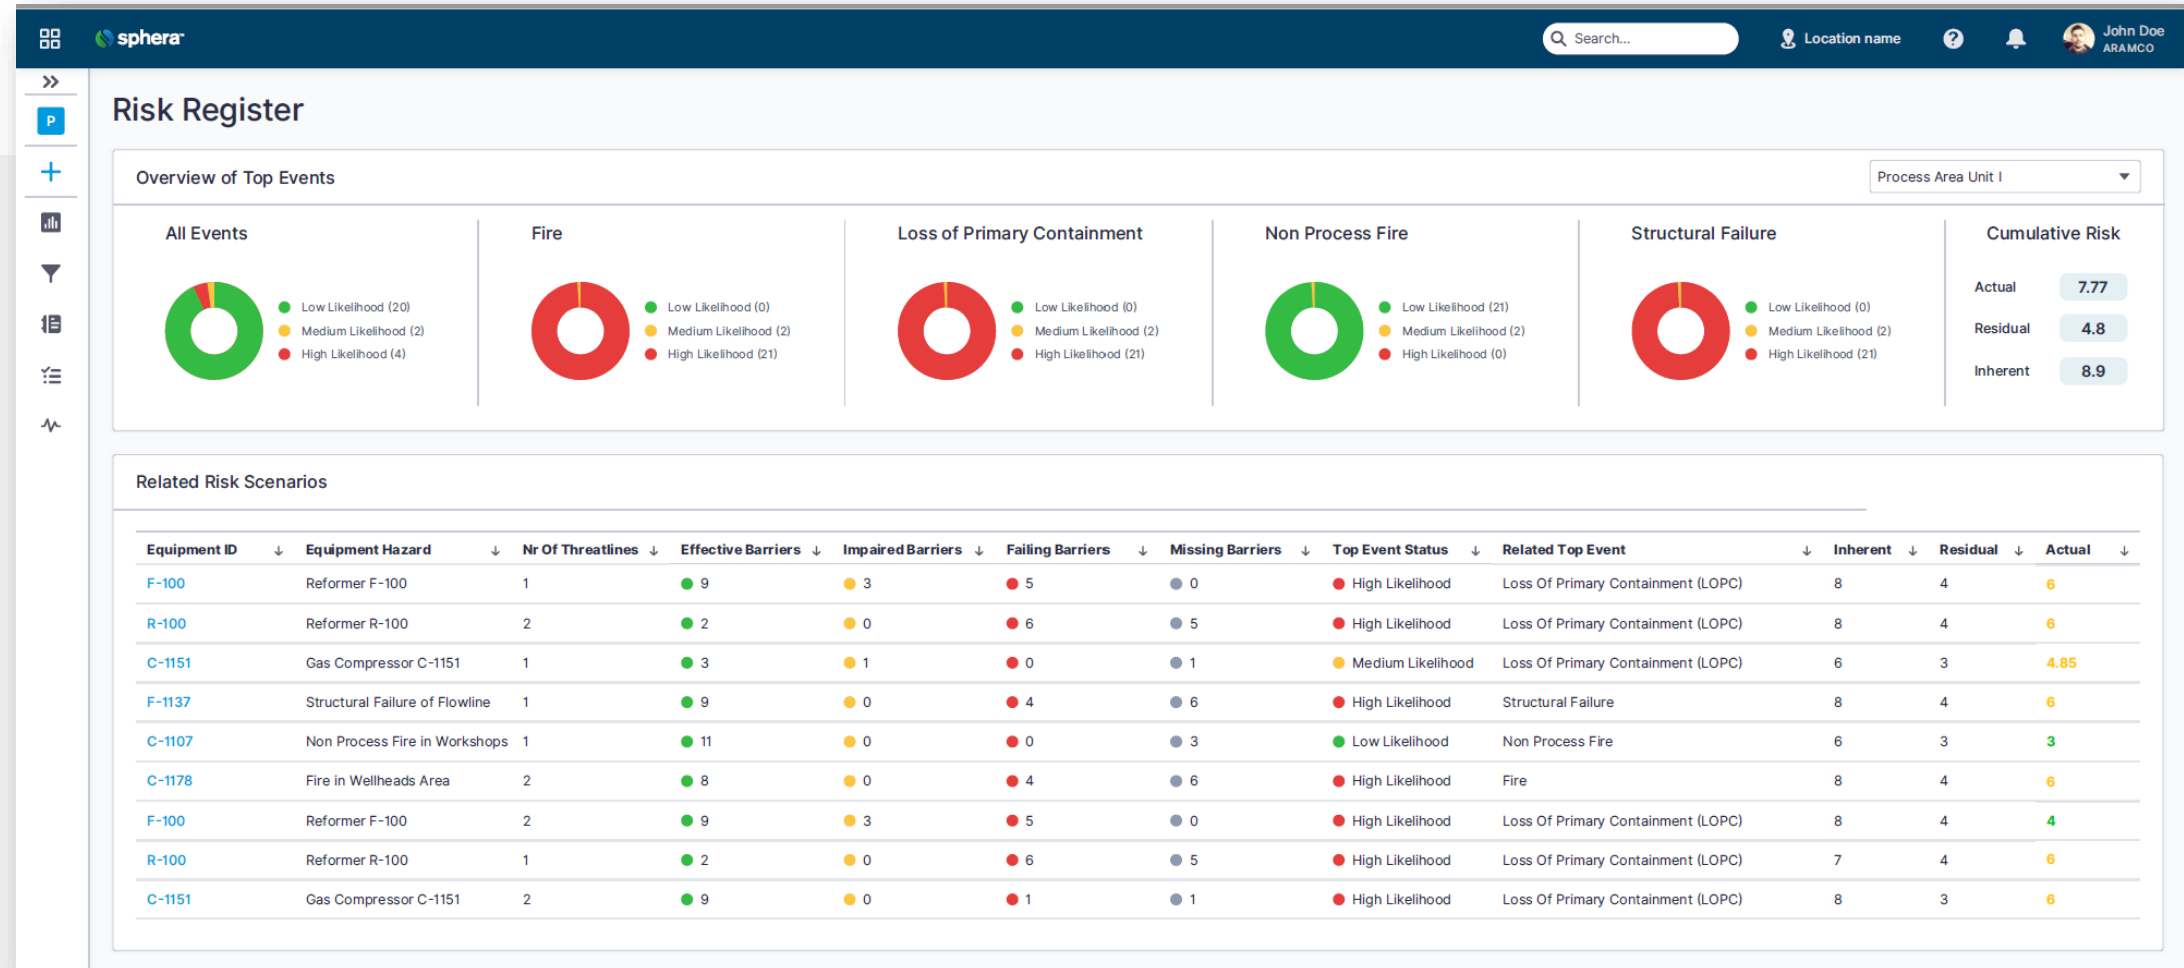 sphera
Search...
Location name
John Doe
ARAMCO
P
Risk Register
Overview of Top Events
Process Area Unit I
All Events
Low Likelihood (20)
Medium Likelihood (2)
High Likelihood (4)
Fire
Low Likelihood (0)
Medium Likelihood (2)
High Likelihood (21)
Loss of Primary Containment
Low Likelihood (0)
Medium Likelihood (2)
High Likelihood (21)
Non Process Fire
Low Likelihood (21)
Medium Likelihood (2)
High Likelihood (0)
Structural Failure
Low Likelihood (0)
Medium Likelihood (2)
High Likelihood (21)
Cumulative Risk
Actual 7.77
Residual 4.8
Inherent 8.9
Related Risk Scenarios
Equipment ID Equipment Hazard Nr Of Threatlines Effective Barriers Impaired Barriers Failing Barriers Missing Barriers Top Event Status Related Top Event Inherent Residual Actual
F-100 Reformer F-100 1 9 3 5 0 High Likelihood Loss Of Primary Containment (LOPC) 8 4 6
R-100 Reformer R-100 2 2 0 6 5 High Likelihood Loss Of Primary Containment (LOPC) 8 4 6
C-1151 Gas Compressor C-1151 1 3 1 0 1 Medium Likelihood Loss Of Primary Containment (LOPC) 6 3 4.85
F-1137 Structural Failure of Flowline 1 9 0 4 6 High Likelihood Structural Failure 8 4 6
C-1107 Non Process Fire in Workshops 1 11 0 0 3 Low Likelihood Non Process Fire 6 3 3
C-1178 Fire in Wellheads Area 2 8 0 4 6 High Likelihood Fire 8 4 6
F-100 Reformer F-100 2 9 3 5 0 High Likelihood Loss Of Primary Containment (LOPC) 8 4 4
R-100 Reformer R-100 1 2 0 6 5 High Likelihood Loss Of Primary Containment (LOPC) 7 4 6
C-1151 Gas Compressor C-1151 2 9 0 1 1 High Likelihood Loss Of Primary Containment (LOPC) 8 3 6